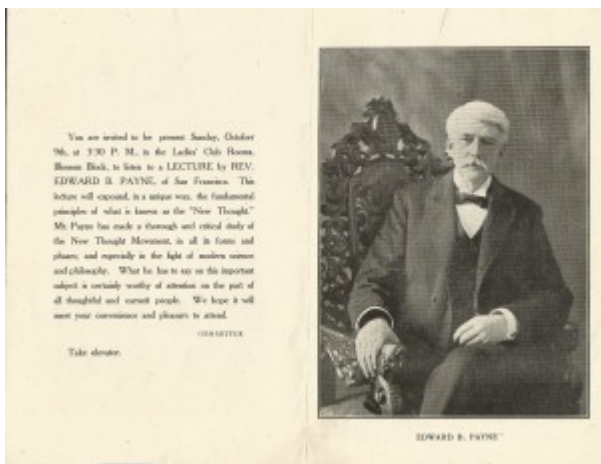 You are invited to be present Sunday, October
9th, at 3:30 P. M., in the Ladies' Club Rooms,
Block, to listen to a LECTURE by REV.
EDWARD B. PAYNE, of San Francisco. This
lecture will expound, in a unique way, the fundamental
principles of what is known as the "New Thought."
Mr. Payne has made a thorough and critical study of
the New Thought Movement, in all its forms and
phases; and especially in the light of modern science
and philosophy. What he has to say on this important
subject is certainly worthy of attention on the part of
all thoughtful and earnest people. We hope it will
meet your convenience and pleasure to attend.
COMMITTEE
Take elevator.
EDWARD B. PAYNE